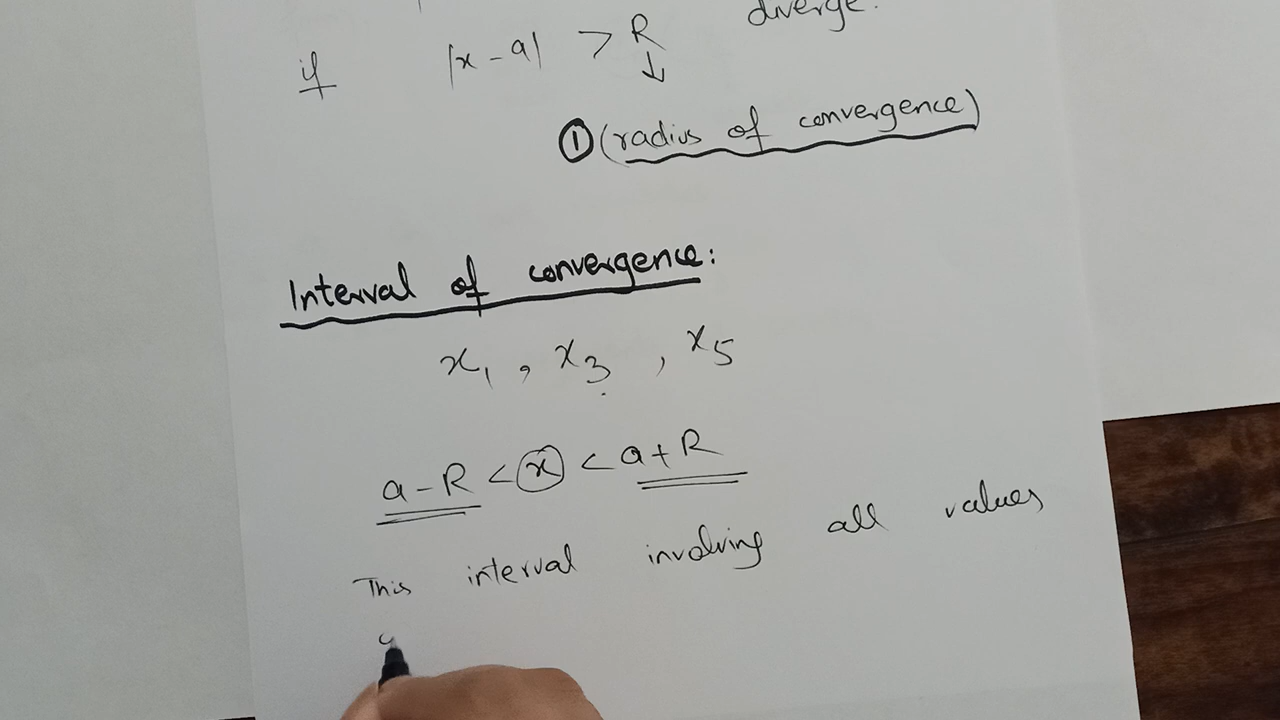 diverge.
if |x-a| > R
↓
① (radius of convergence)
Interval of convergence:
x₁, x₃, x₅
a-R < x < a+R
This interval involving all values